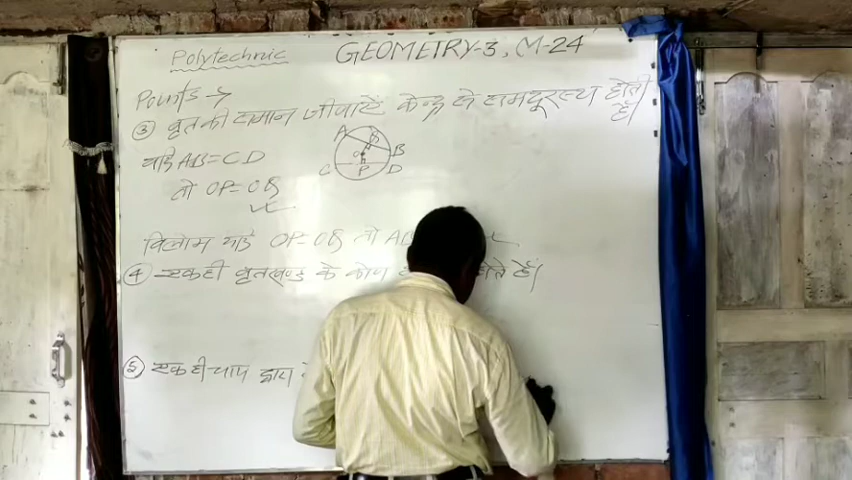 Polytechnic GEOMETRY-3, M-24
Points →
③ वृत की समान जीवाएँ केन्द्र से समदूरस्थ होती हैं।
यदि AB = CD
तो OP = OQ
A Q B
O
C P D
विलोम यदि OP = OQ तो AB
④ एक ही वृतखण्ड के कोण होते हैं।
⑤ एक ही चाप द्वारा